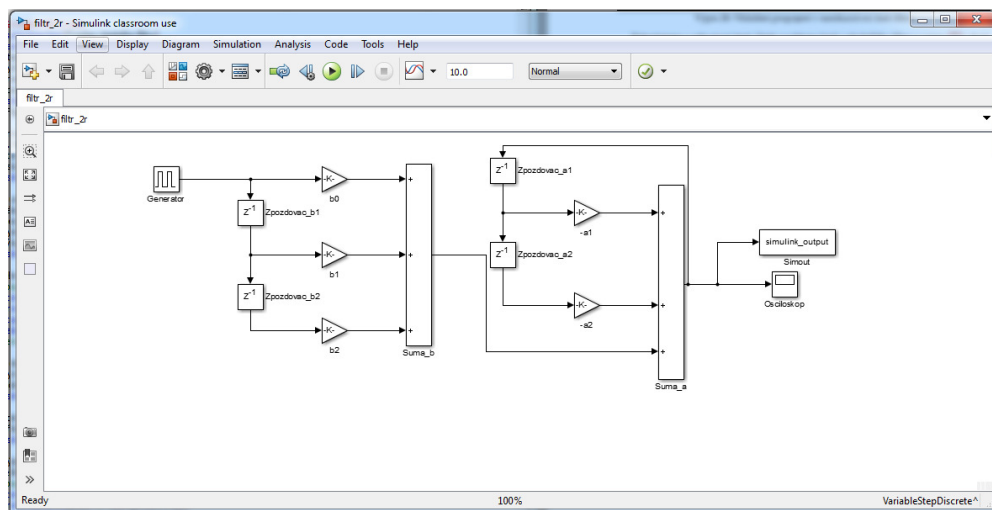 filtr_2r - Simulink classroom use
File Edit View Display Diagram Simulation Analysis Code Tools Help
10.0 Normal
filtr_2r
filtr_2r
Generator
-K-
b0
+
z-1 Zpozdovac_b1
-K-
b1
+
z-1 Zpozdovac_b2
-K-
b2
+
Suma_b
z-1 Zpozdovac_a1
-K-
-a1
+
z-1 Zpozdovac_a2
-K-
-a2
+
+
Suma_a
simulink_output
Simout
Osciloskop
Ready 100% VariableStepDiscrete^